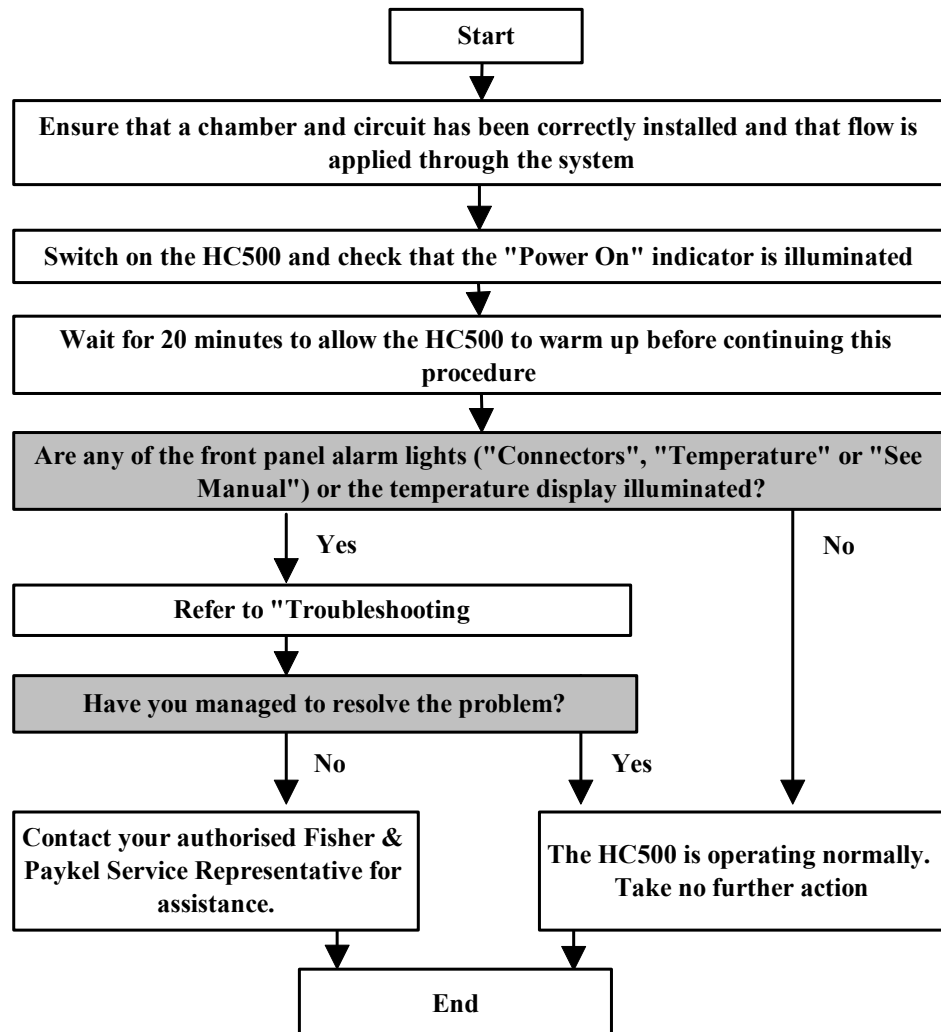 Start
Ensure that a chamber and circuit has been correctly installed and that flow is
applied through the system
Switch on the HC500 and check that the "Power On" indicator is illuminated
Wait for 20 minutes to allow the HC500 to warm up before continuing this
procedure
Are any of the front panel alarm lights ("Connectors", "Temperature" or "See
Manual") or the temperature display illuminated?
Yes
No
Refer to "Troubleshooting
Have you managed to resolve the problem?
No
Yes
Contact your authorised Fisher &
Paykel Service Representative for
assistance.
The HC500 is operating normally.
Take no further action
End